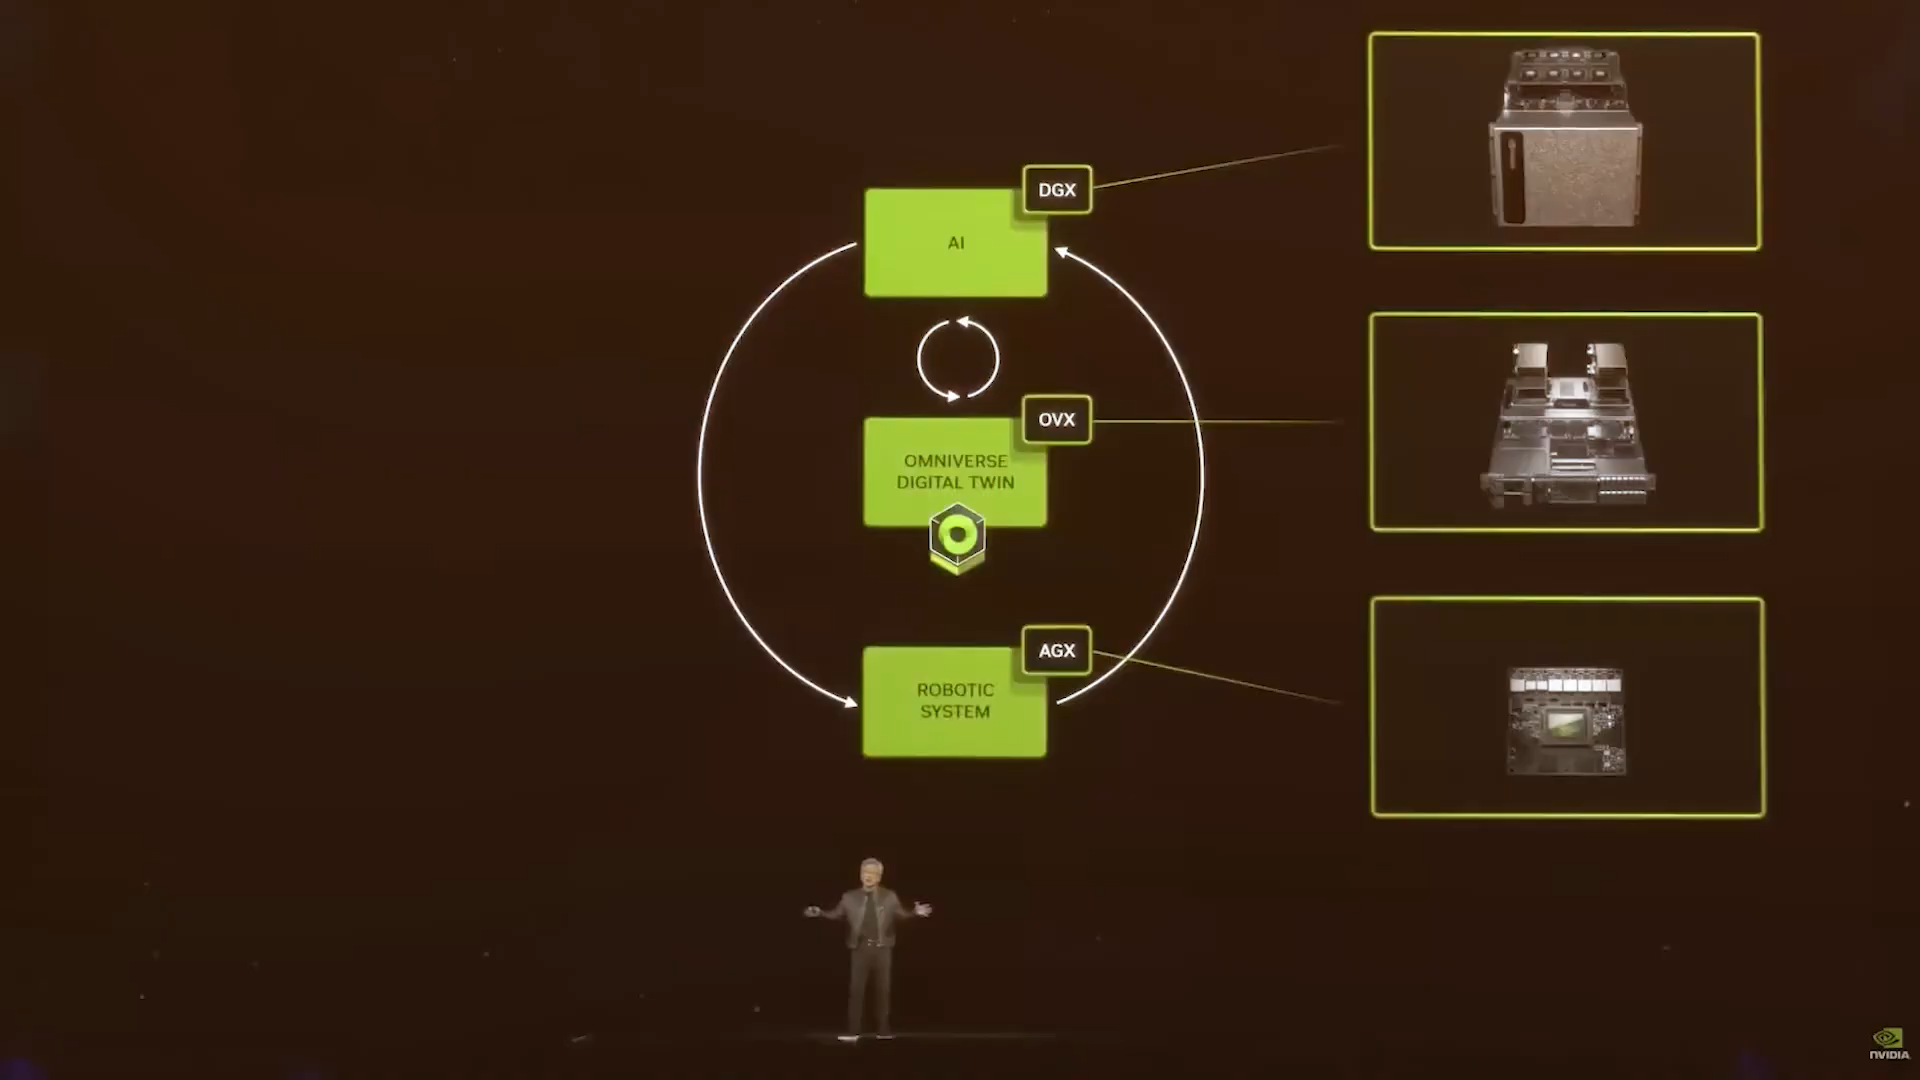 DGX
AI
OVX
OMNIVERSE
DIGITAL TWIN
AGX
ROBOTIC
SYSTEM
NVIDIA